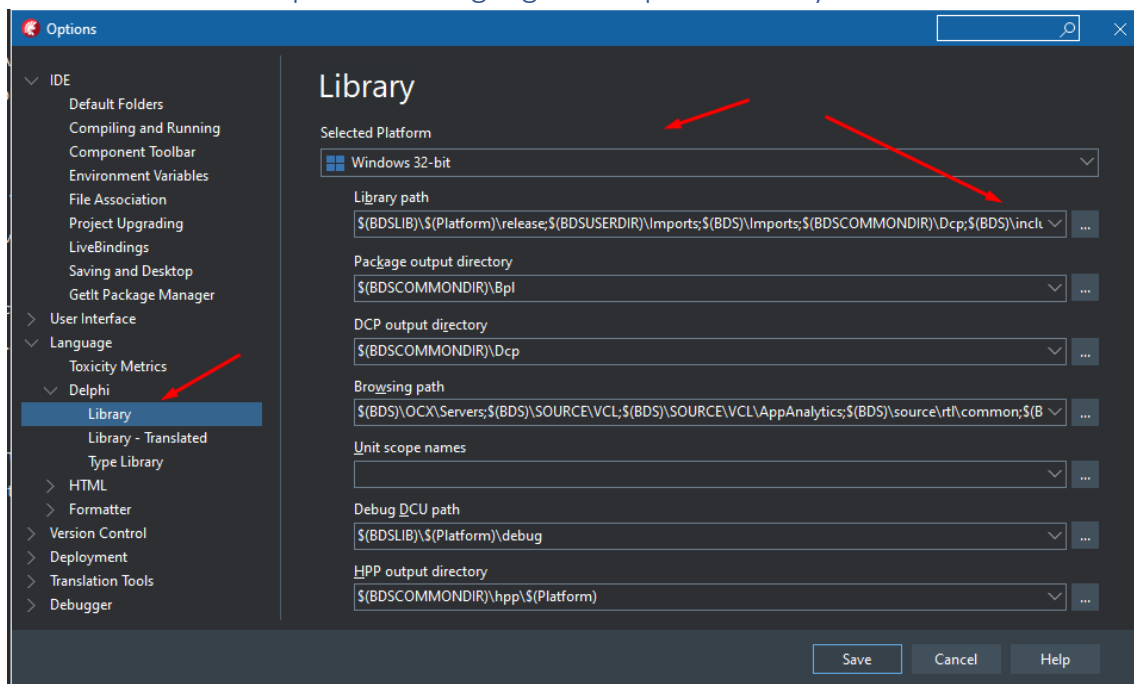 Options
IDE
Default Folders
Compiling and Running
Component Toolbar
Environment Variables
File Association
Project Upgrading
LiveBindings
Saving and Desktop
GetIt Package Manager
User Interface
Language
Toxicity Metrics
Delphi
Library
Library - Translated
Type Library
HTML
Formatter
Version Control
Deployment
Translation Tools
Debugger
Library
Selected Platform
Windows 32-bit
Library path
$(BDSLIB)\$(Platform)\release;$(BDSUSERDIR)\Imports;$(BDS)\Imports;$(BDSCOMMONDIR)\Dcp;$(BDS)\inclu
...
Package output directory
$(BDSCOMMONDIR)\Bpl
...
DCP output directory
$(BDSCOMMONDIR)\Dcp
...
Browsing path
$(BDS)\OCX\Servers;$(BDS)\SOURCE\VCL;$(BDS)\SOURCE\VCL\AppAnalytics;$(BDS)\source\rtl\common;$(B
...
Unit scope names
...
Debug DCU path
$(BDSLIB)\$(Platform)\debug
...
HPP output directory
$(BDSCOMMONDIR)\hpp\$(Platform)
...
Save Cancel Help